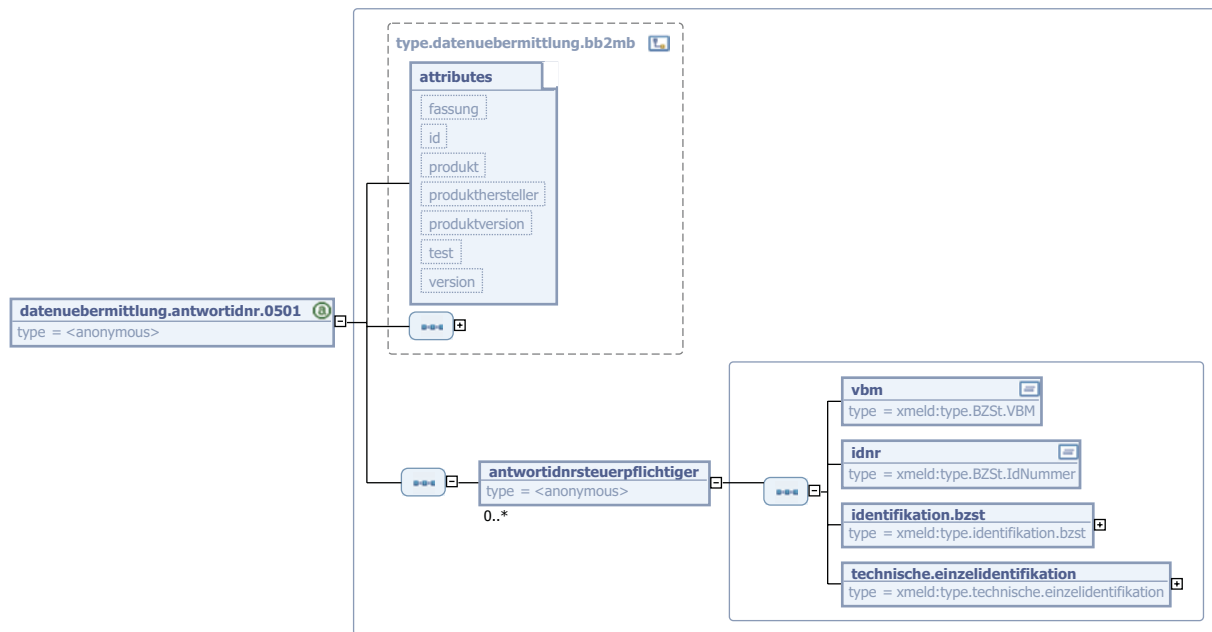 type.datenuebermittlung.bb2mb
attributes
fassung
id
produkt
produkthersteller
produktversion
test
version
datenuebermittlung.antwortidnr.0501
type = <anonymous>
antwortidnrsteuerpflichtiger
type = <anonymous>
0..*
vbm
type = xmeld:type.BZSt.VBM
idnr
type = xmeld:type.BZSt.IdNummer
identifikation.bzst
type = xmeld:type.identifikation.bzst
technische.einzelidentifikation
type = xmeld:type.technische.einzelidentifikation